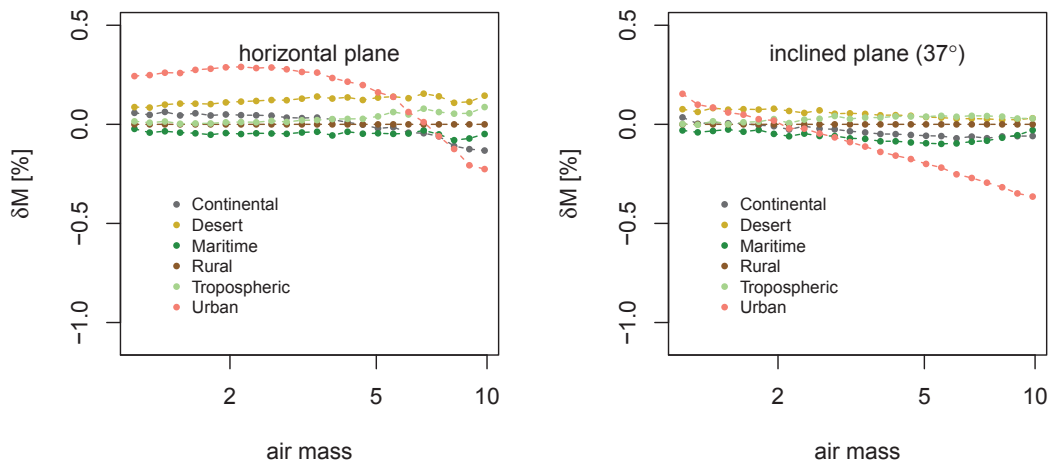 horizontal plane
δM [%]
0.5
0.0
−0.5
−1.0
Continental
Desert
Maritime
Rural
Tropospheric
Urban
2
5
10
air mass
inclined plane (37°)
δM [%]
0.5
0.0
−0.5
−1.0
Continental
Desert
Maritime
Rural
Tropospheric
Urban
2
5
10
air mass